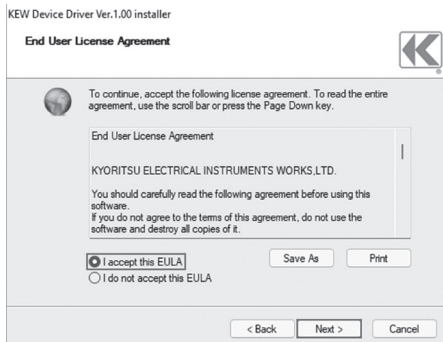 KEW Device Driver Ver.1.00 installer
End User License Agreement
To continue, accept the following license agreement. To read the entire
agreement, use the scroll bar or press the Page Down key.
End User License Agreement
KYORITSU ELECTRICAL INSTRUMENTS WORKS,LTD.
You should carefully read the following agreement before using this
software.
If you do not agree to the terms of this agreement, do not use the
software and destroy all copies of it.
I accept this EULA
Save As
Print
I do not accept this EULA
< Back
Next >
Cancel